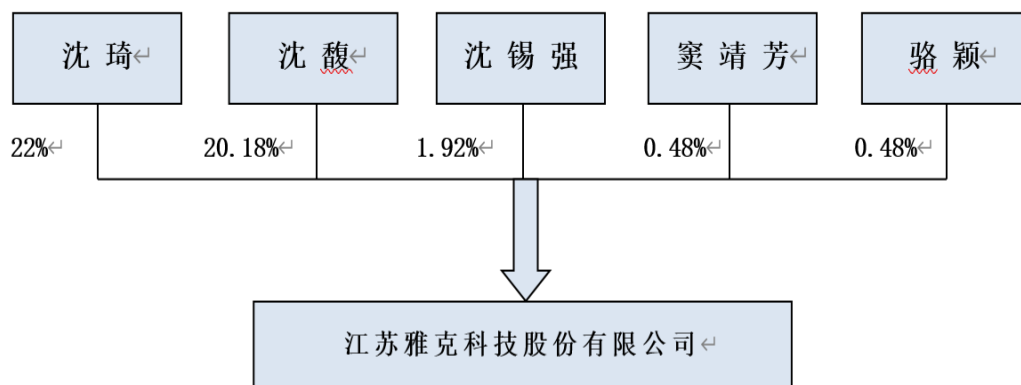 沈 琦
沈 馥
沈 锡 强
窦 靖 芳
骆 颖
22%
20.18%
1.92%
0.48%
0.48%
江苏雅克科技股份有限公司